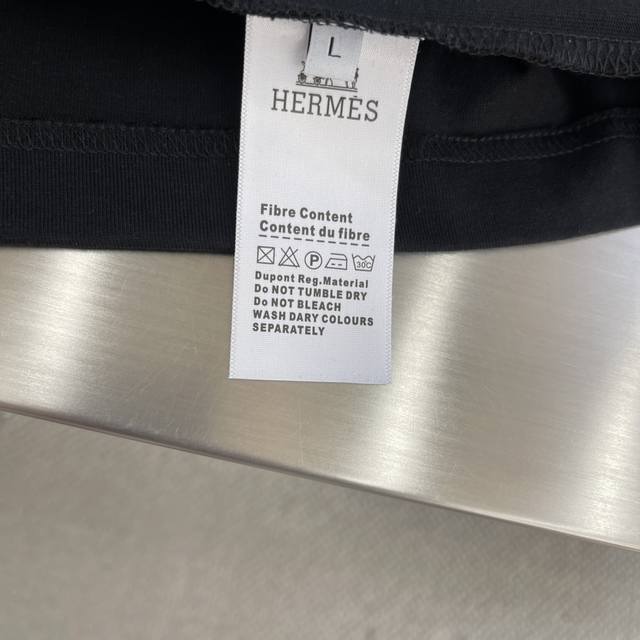 L
HERMÈS
Fibre Content
Content du fibre
P 30C
Dupont Reg.Material
Do NOT TUMBLE DRY
Do NOT BLEACH
WASH DARY COLOURS
SEPARATELY